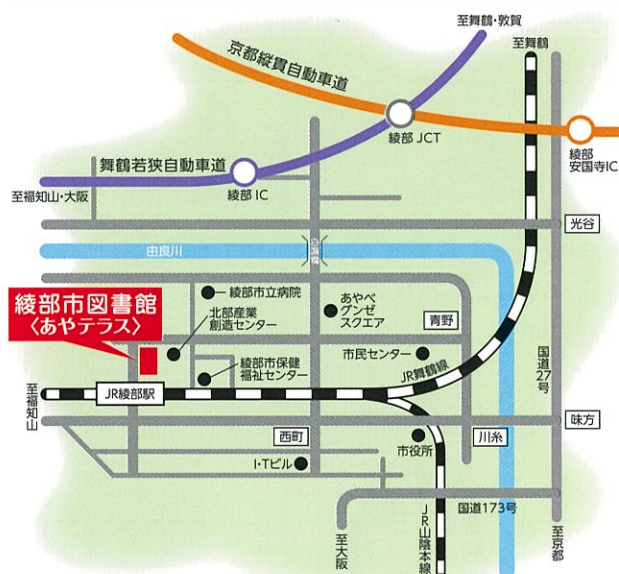 至舞鶴・敦賀
至舞鶴
京都縦貫自動車道
綾部 JCT
綾部
安国寺IC
舞鶴若狭自動車道
至福知山・大阪
綾部 IC
光谷
由良川
綾部市立病院
あやべ
グンゼ
スクエア
綾部市図書館
〈あやテラス〉
北部産業
創造センター
青野
市民センター
国道27号
綾部市保健
福祉センター
JR舞鶴線
至福知山
JR綾部駅
西町
川糸
味方
市役所
I・Tビル
国道173号
至大阪
JR山陰本線
至京都